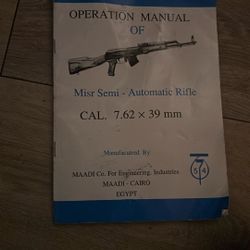 OPERATION MANUAL
OF
Misr Semi - Automatic Rifle
CAL. 7.62 × 39 mm
Manufactured By
MAADI Co. For Engineering Industries
MAADI - CAIRO
EGYPT
54